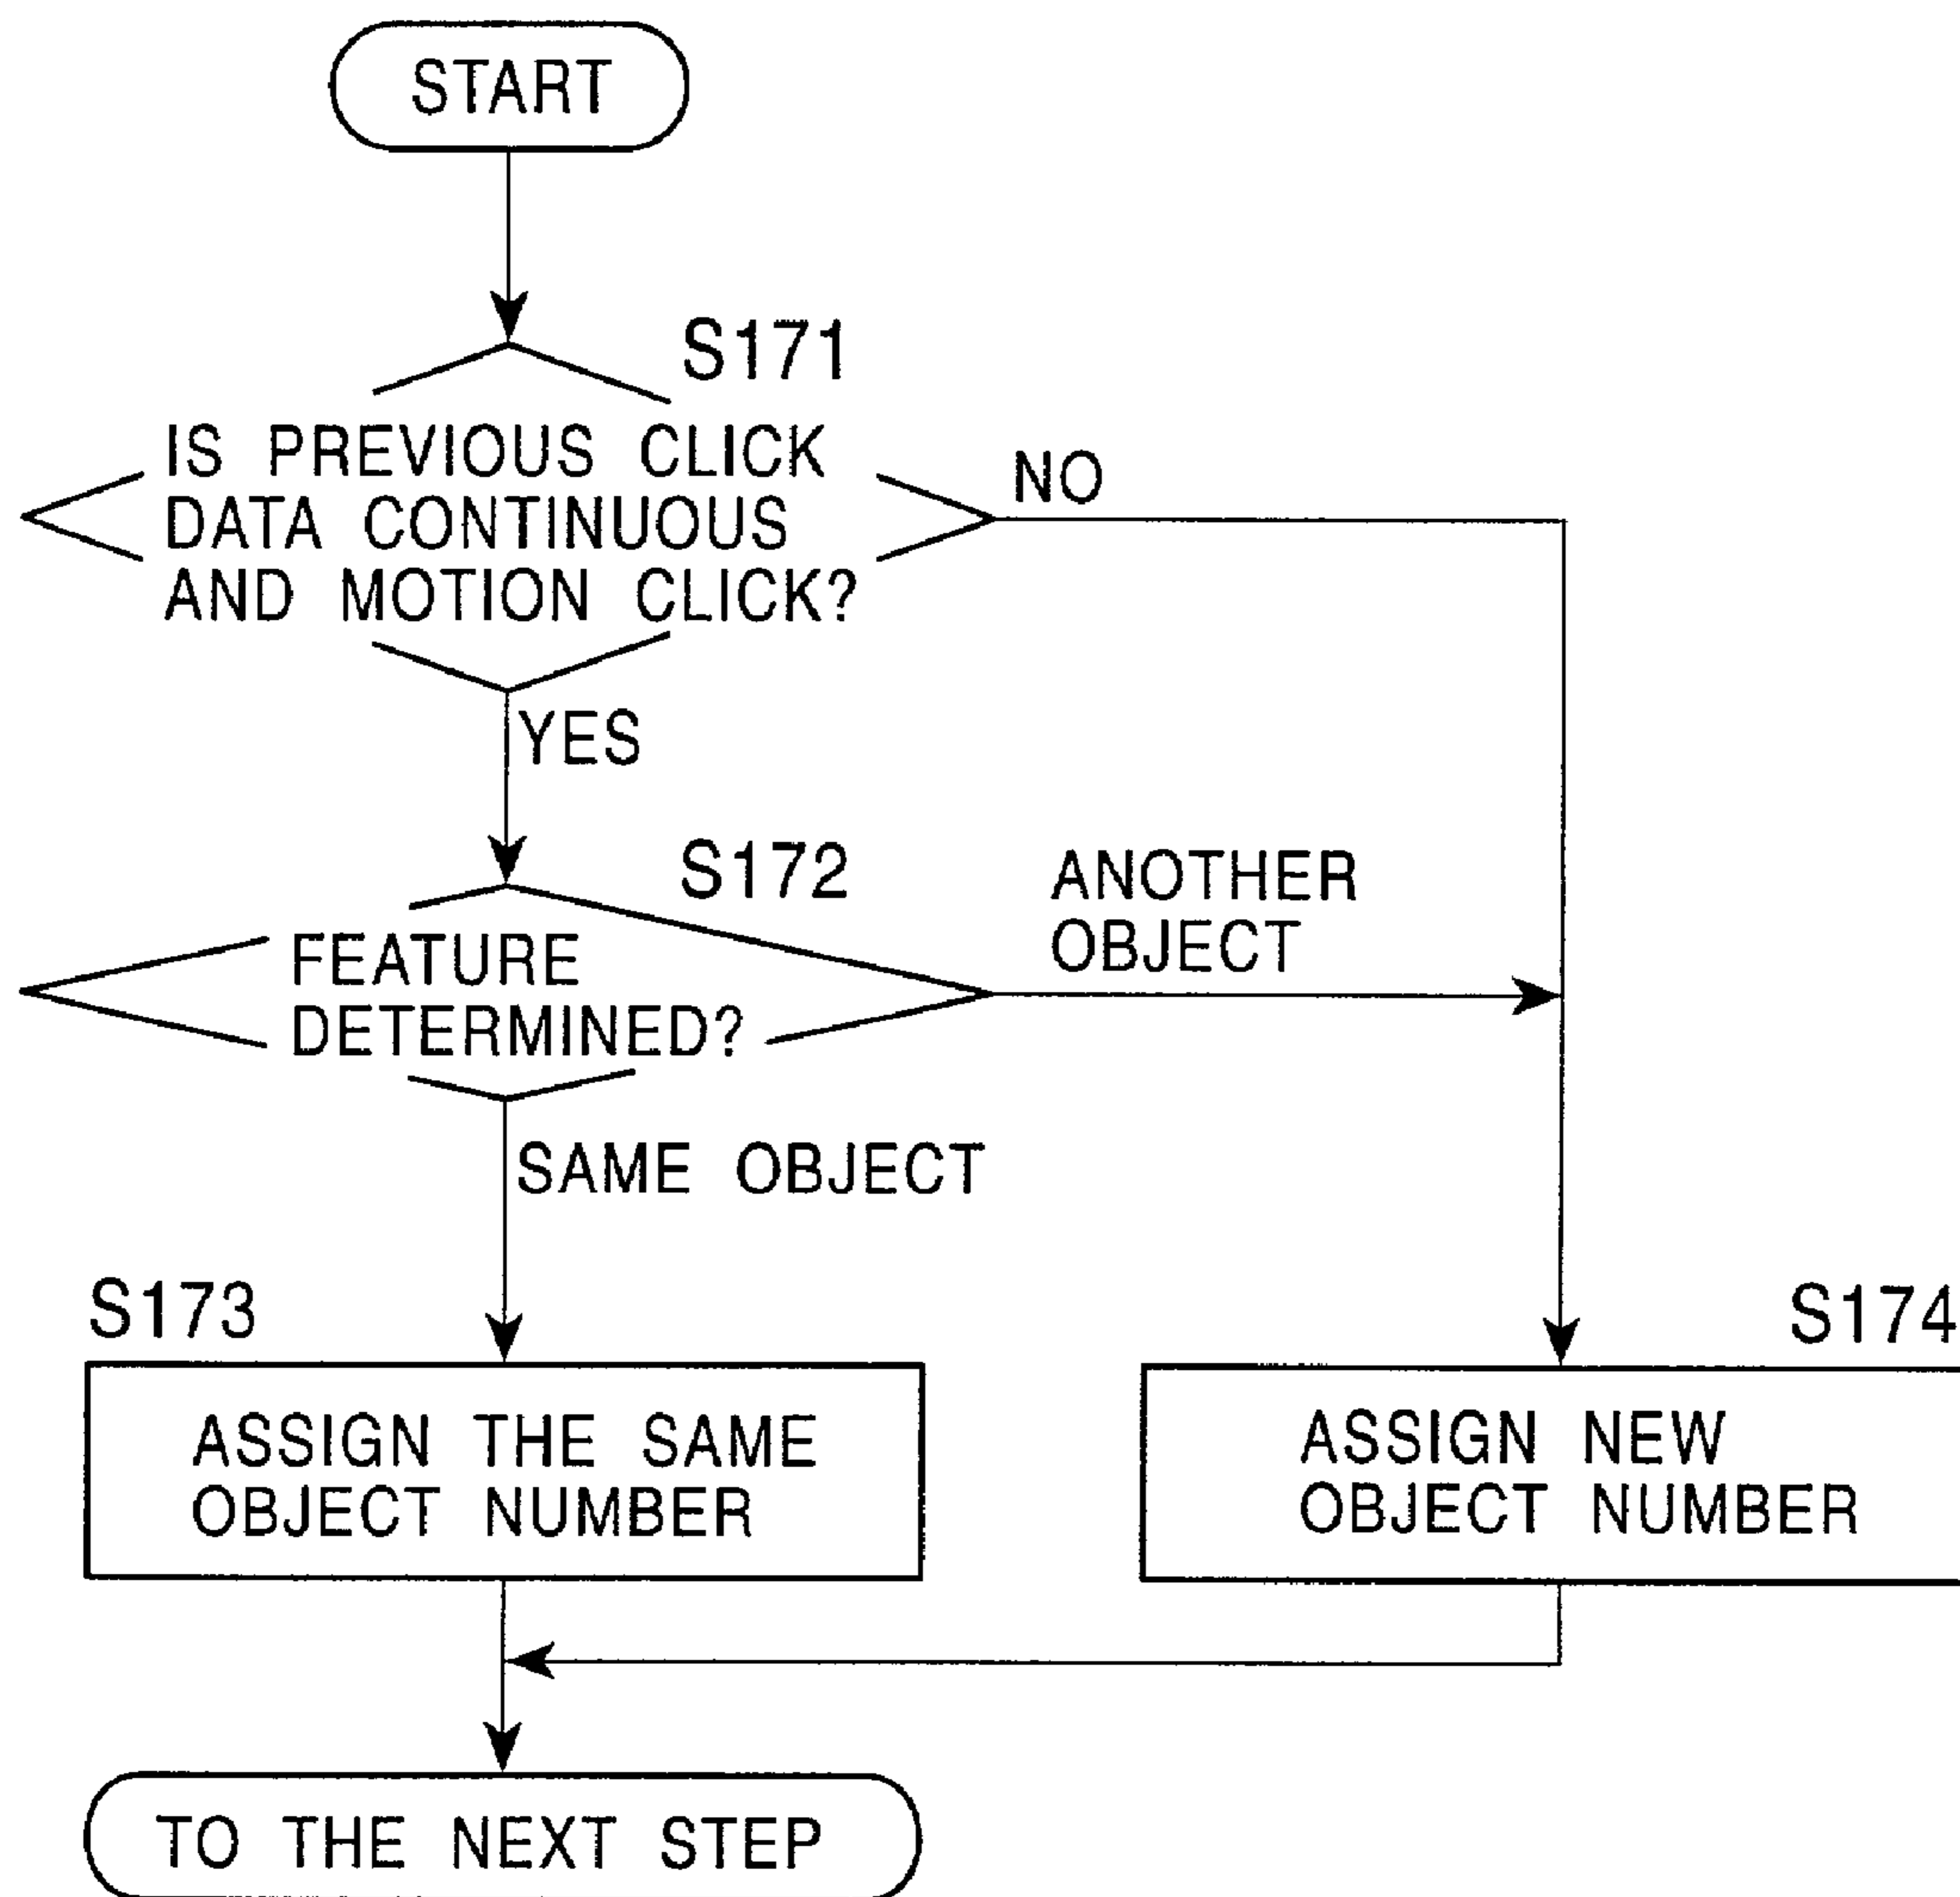 START
S171
IS PREVIOUS CLICK
DATA CONTINUOUS
AND MOTION CLICK?
NO
YES
S172
FEATURE
DETERMINED?
ANOTHER
OBJECT
SAME OBJECT
S173
ASSIGN THE SAME
OBJECT NUMBER
S174
ASSIGN NEW
OBJECT NUMBER
TO THE NEXT STEP